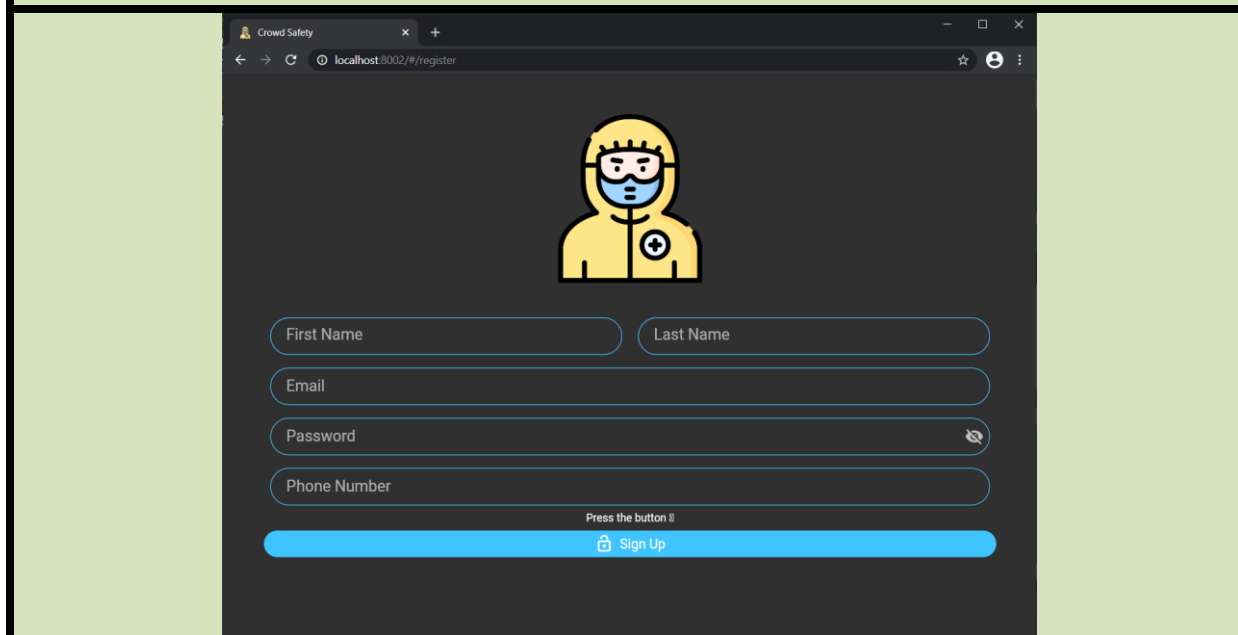 Crowd Safety
localhost:8002/#/register
First Name Last Name
Email
Password
Phone Number
Press the button
Sign Up